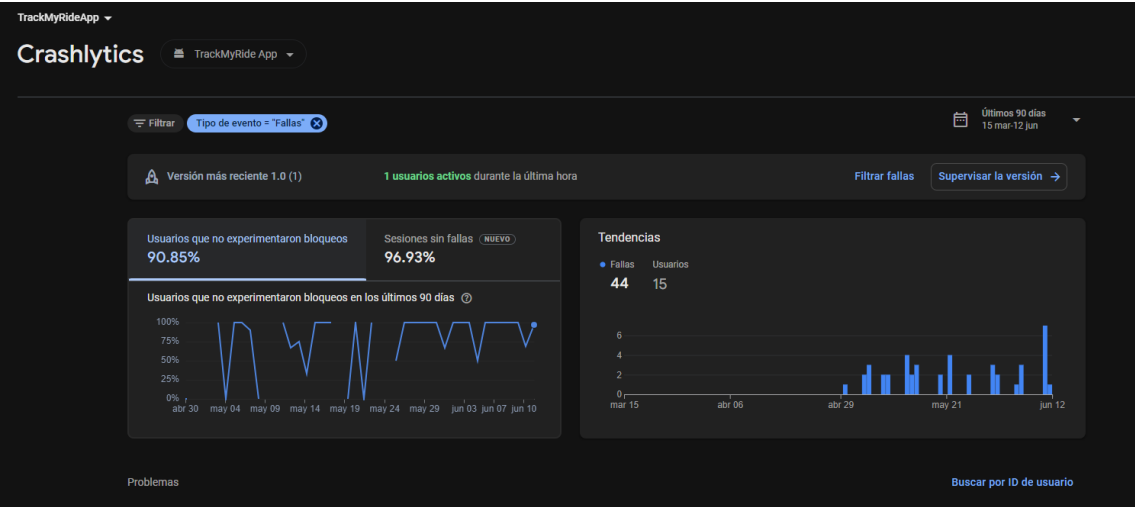 TrackMyRideApp
Crashlytics
TrackMyRide App
Filtrar
Tipo de evento = "Fallas"
Últimos 90 días
15 mar-12 jun
Versión más reciente 1.0 (1)
1 usuarios activos durante la última hora
Filtrar fallas
Supervisar la versión
Usuarios que no experimentaron bloqueos
90.85%
Sesiones sin fallas NUEVO
96.93%
Usuarios que no experimentaron bloqueos en los últimos 90 días
100%
75%
50%
25%
0%
abr 30 may 04 may 09 may 14 may 19 may 24 may 29 jun 03 jun 07 jun 10
Tendencias
Fallas Usuarios
44 15
6
4
2
0
mar 15 abr 06 abr 29 may 21 jun 12
Problemas
Buscar por ID de usuario